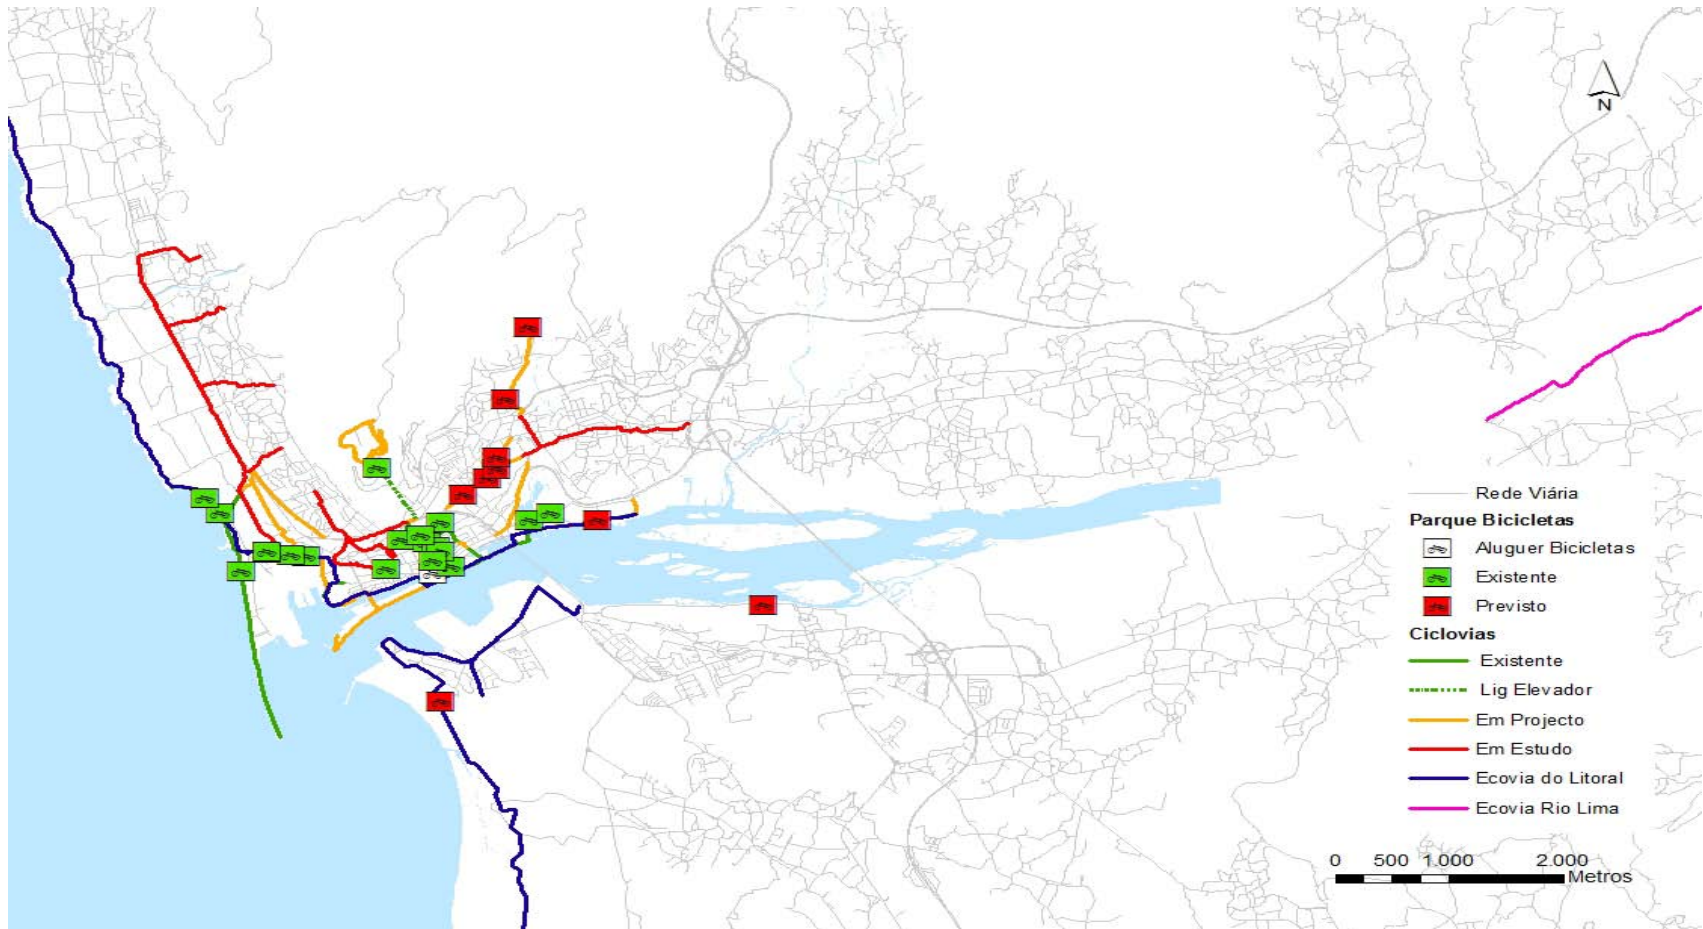 N
Rede Viária
Parque Bicicletas
Aluguer Bicicletas
Existente
Previsto
Ciclovias
Existente
Lig Elevador
Em Projecto
Em Estudo
Ecovia do Litoral
Ecovia Rio Lima
0 500 1.000 2.000
Metros